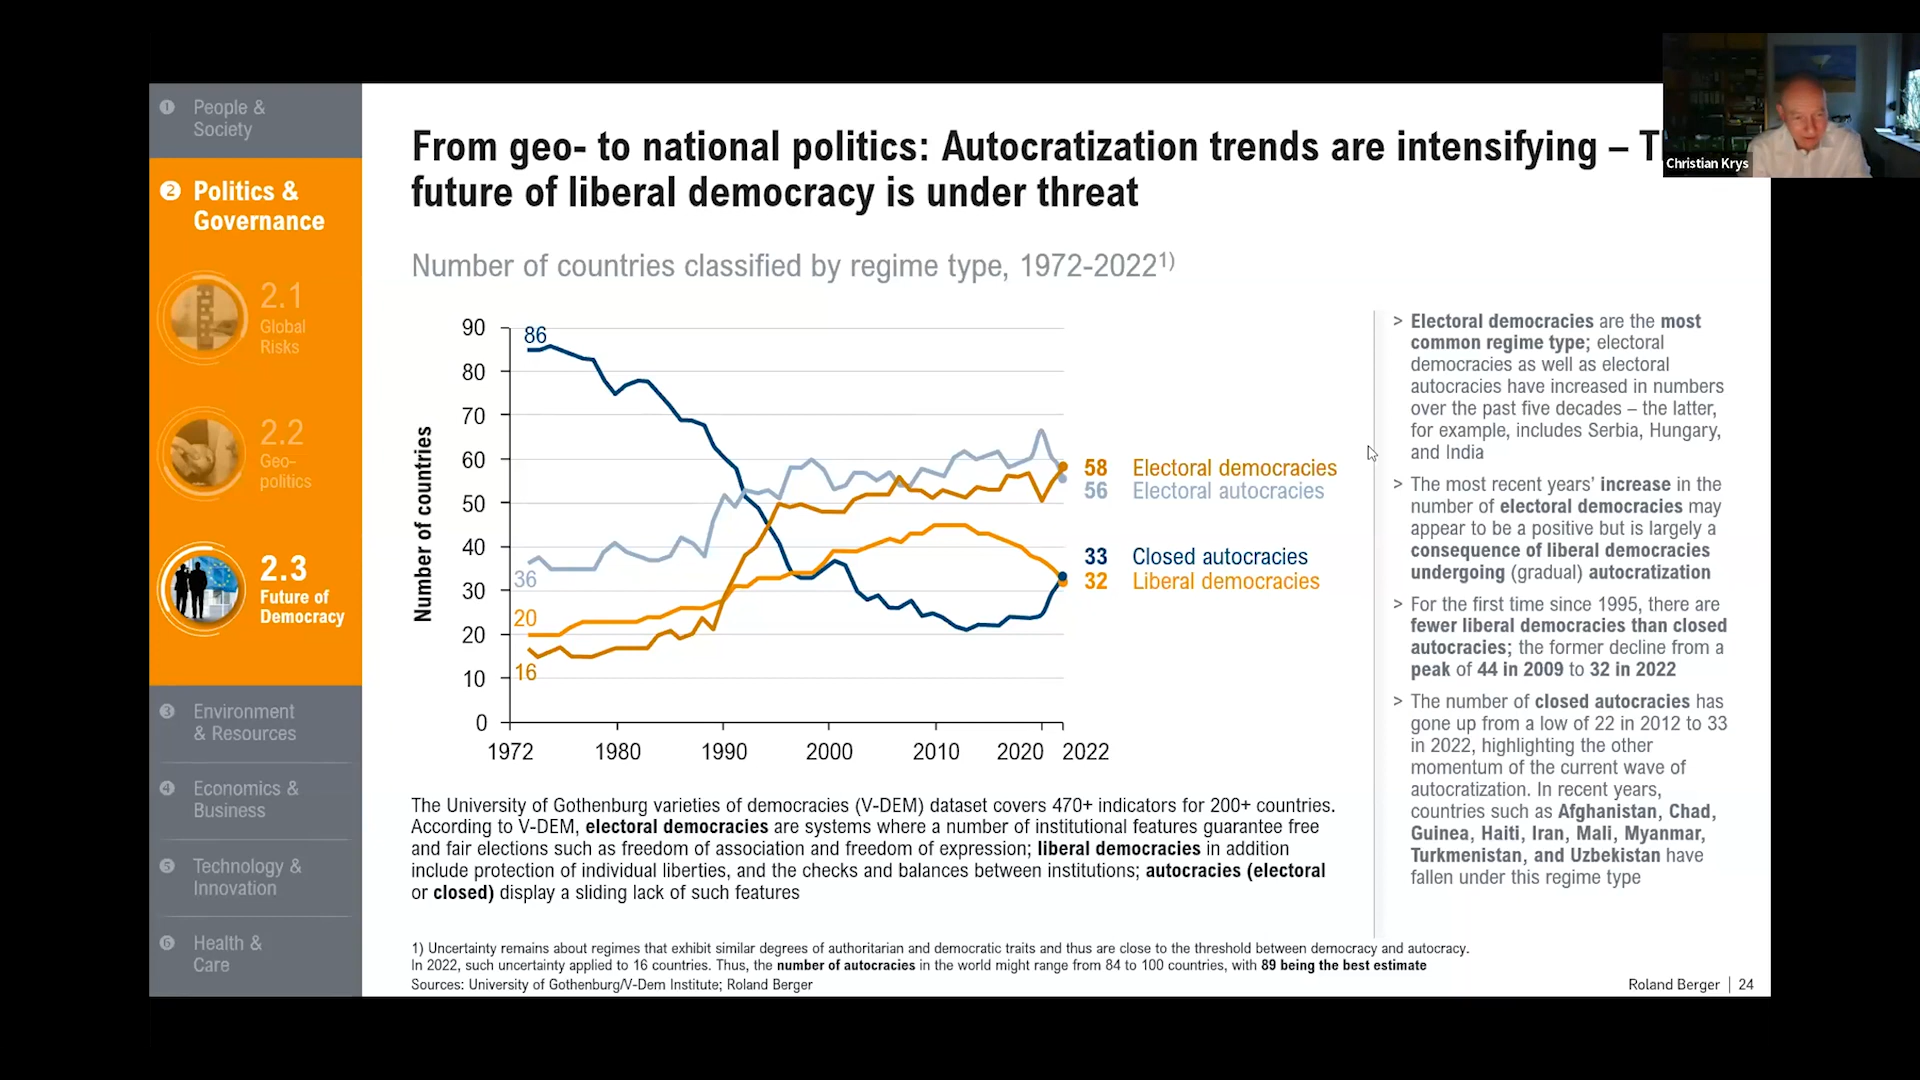 1 People &
Society
2 Politics &
Governance
2.1
Global
Risks
2.2
Geo-
politics
2.3
Future of
Democracy
3 Environment
& Resources
4 Economics &
Business
5 Technology &
Innovation
6 Health &
Care
From geo- to national politics: Autocratization trends are intensifying – T
future of liberal democracy is under threat
Christian Krys
Number of countries classified by regime type, 1972-2022¹⁾
Number of countries
90
80
70
60
50
40
30
20
10
0
86
36
20
16
1972
1980
1990
2000
2010
2020
2022
58 Electoral democracies
56 Electoral autocracies
33 Closed autocracies
32 Liberal democracies
> Electoral democracies are the most
common regime type; electoral
democracies as well as electoral
autocracies have increased in numbers
over the past five decades – the latter,
for example, includes Serbia, Hungary,
and India
> The most recent years’ increase in the
number of electoral democracies may
appear to be a positive but is largely a
consequence of liberal democracies
undergoing (gradual) autocratization
> For the first time since 1995, there are
fewer liberal democracies than closed
autocracies; the former decline from a
peak of 44 in 2009 to 32 in 2022
> The number of closed autocracies has
gone up from a low of 22 in 2012 to 33
in 2022, highlighting the other
momentum of the current wave of
autocratization. In recent years,
countries such as Afghanistan, Chad,
Guinea, Haiti, Iran, Mali, Myanmar,
Turkmenistan, and Uzbekistan have
fallen under this regime type
The University of Gothenburg varieties of democracies (V-DEM) dataset covers 470+ indicators for 200+ countries.
According to V-DEM, electoral democracies are systems where a number of institutional features guarantee free
and fair elections such as freedom of association and freedom of expression; liberal democracies in addition
include protection of individual liberties, and the checks and balances between institutions; autocracies (electoral
or closed) display a sliding lack of such features
1) Uncertainty remains about regimes that exhibit similar degrees of authoritarian and democratic traits and thus are close to the threshold between democracy and autocracy.
In 2022, such uncertainty applied to 16 countries. Thus, the number of autocracies in the world might range from 84 to 100 countries, with 89 being the best estimate
Sources: University of Gothenburg/V-Dem Institute; Roland Berger
Roland Berger | 24